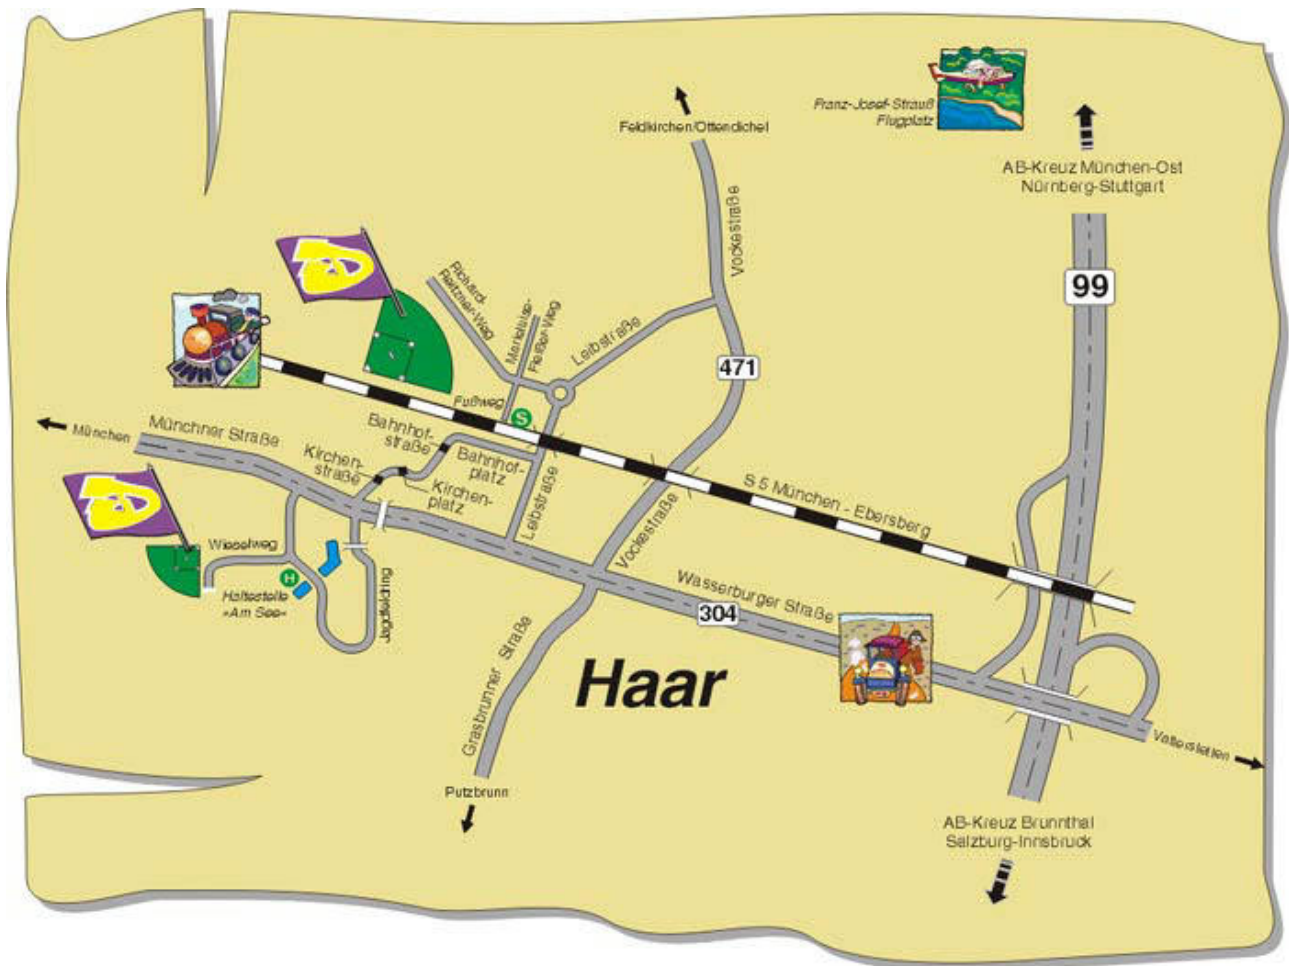 Franz-Josef-Strauß
Flugplatz
Feldkirchen/Ottendichel
AB-Kreuz München-Ost
Nürnberg-Stuttgart
Vockestraße
99
Richard-
Reitzner-Weg
Marieluise-
Fleißer-Weg
Leibstraße
471
Fußweg
S
München
Münchner Straße
Bahnhof-
straße
Bahnhof-
platz
Kirchen-
straße
Kirchen-
platz
Leibstraße
S 5 München - Ebersberg
Vockestraße
Wieselweg
H
Haltestelle
»Am See«
Jagdfeldring
Wasserburger Straße
304
Grasbrunner Straße
Haar
Vaterstetten
Putzbrunn
AB-Kreuz Brunnthal
Salzburg-Innsbruck